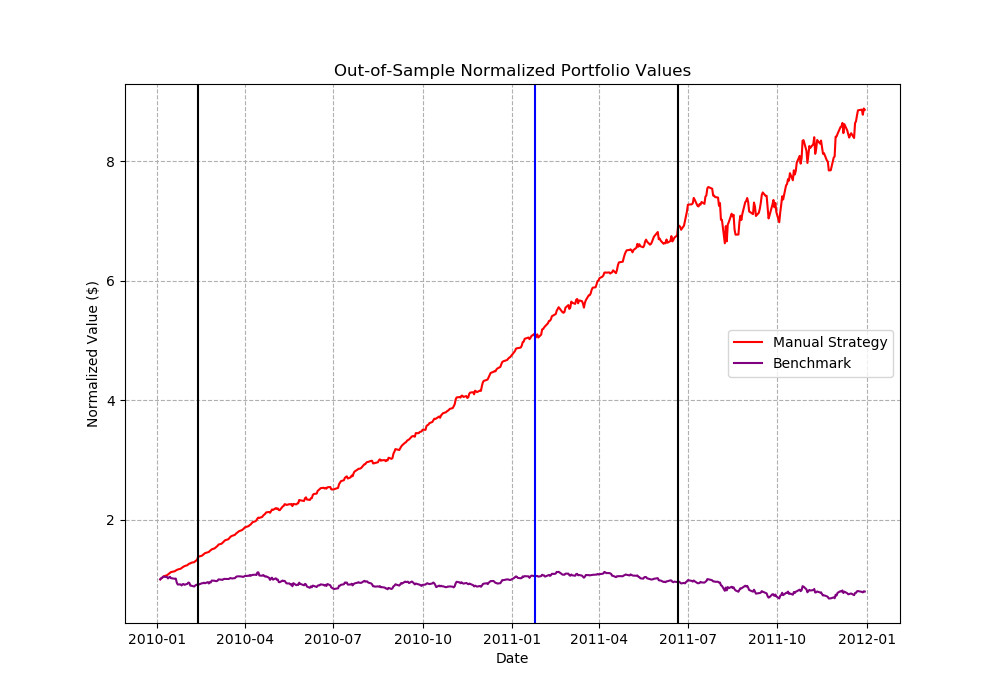 Out-of-Sample Normalized Portfolio Values
Normalized Value ($)
8
6
4
2
Manual Strategy
Benchmark
2010-01 2010-04 2010-07 2010-10 2011-01 2011-04 2011-07 2011-10 2012-01
Date